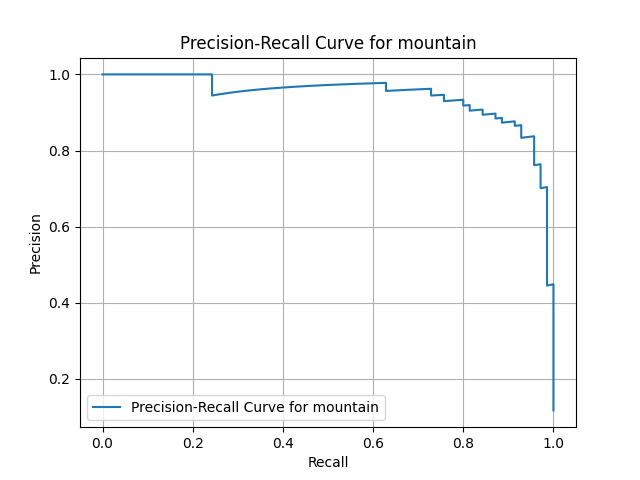 Precision-Recall Curve for mountain
1.0
0.8
0.6
0.4
0.2
Precision
Precision-Recall Curve for mountain
0.0 0.2 0.4 0.6 0.8 1.0
Recall